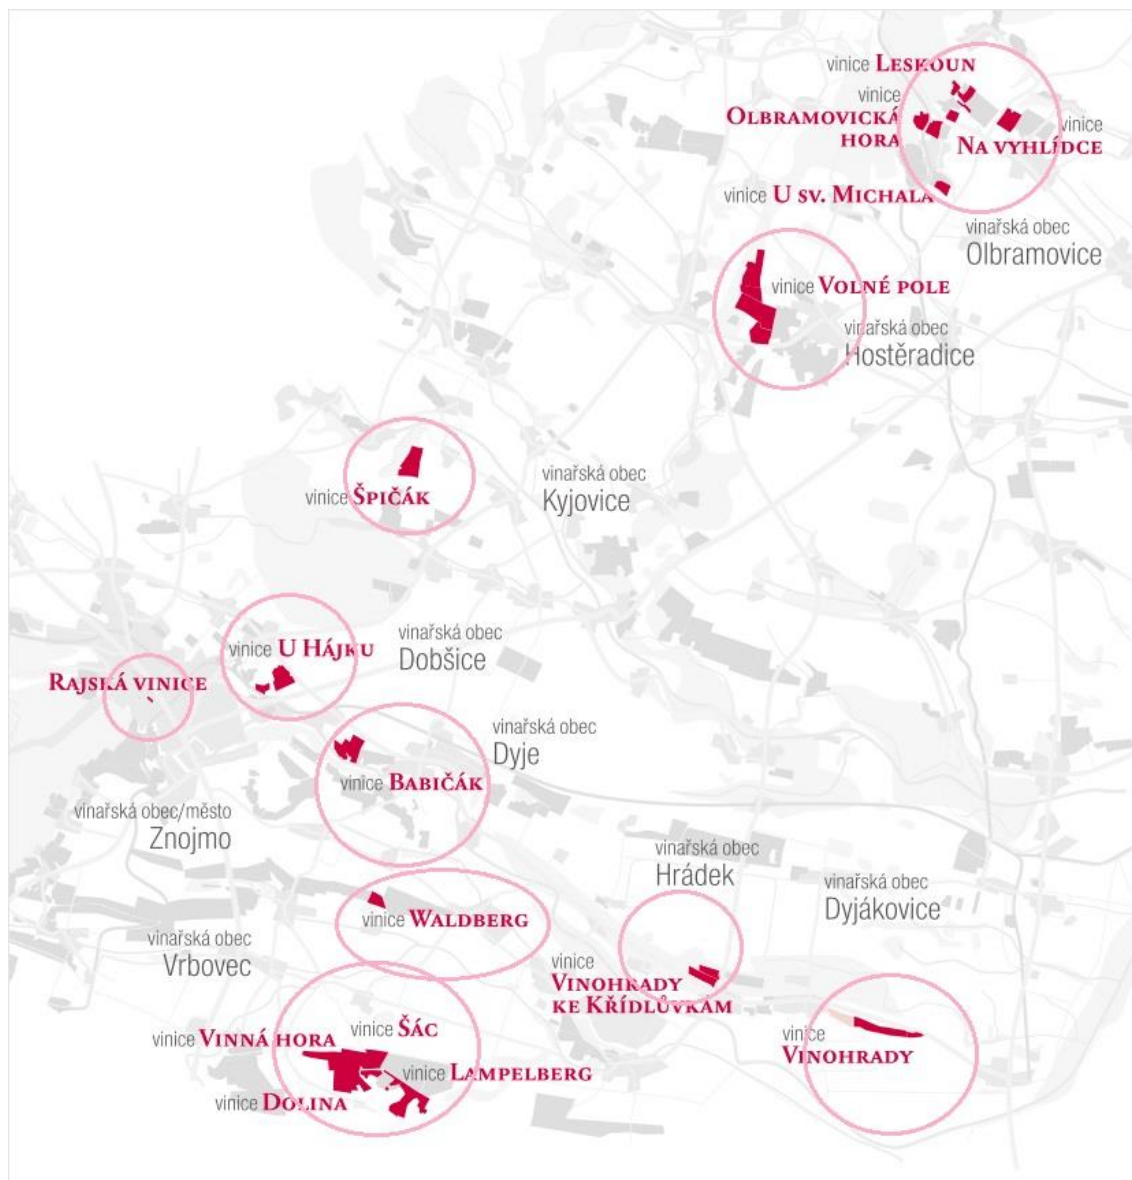 vinice LESKOUN
vinice
OLBRAMOVICKÁ
HORA
vinice
NA VYHLÍDCE
vinice U SV. MICHALA
vinařská obec
Olbramovice
vinice VOLNÉ POLE
vinařská obec
Hostěradice
vinařská obec
Kyjovice
vinice ŠPIČÁK
vinařská obec
Dobšice
vinice U HÁJKU
RAJSKÁ VINICE
vinařská obec
Dyje
vinice BABIČÁK
vinařská obec/město
Znojmo
vinařská obec
Hrádek
vinařská obec
Dyjákovice
vinice WALDBERG
vinařská obec
Vrbovec
vinice
VINOHRADY
KE KŘÍDLŮVKÁM
vinice
VINOHRADY
vinice ŠÁC
vinice VINNÁ HORA
vinice LAMPELBERG
vinice DOLINA